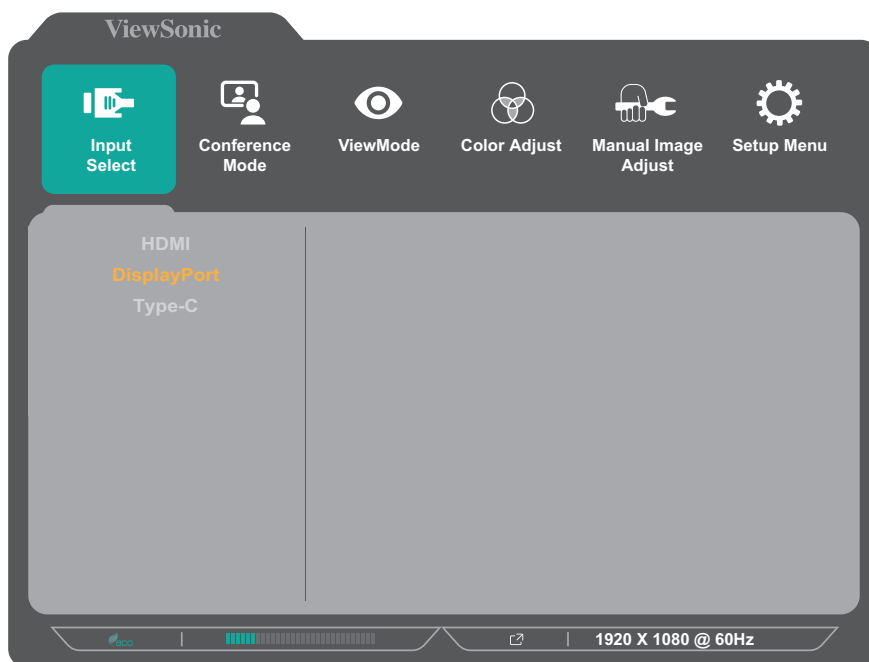 ViewSonic
Input
Select
Conference
Mode
ViewMode
Color Adjust
Manual Image
Adjust
Setup Menu
HDMI
DisplayPort
Type-C
eco
1920 X 1080 @ 60Hz